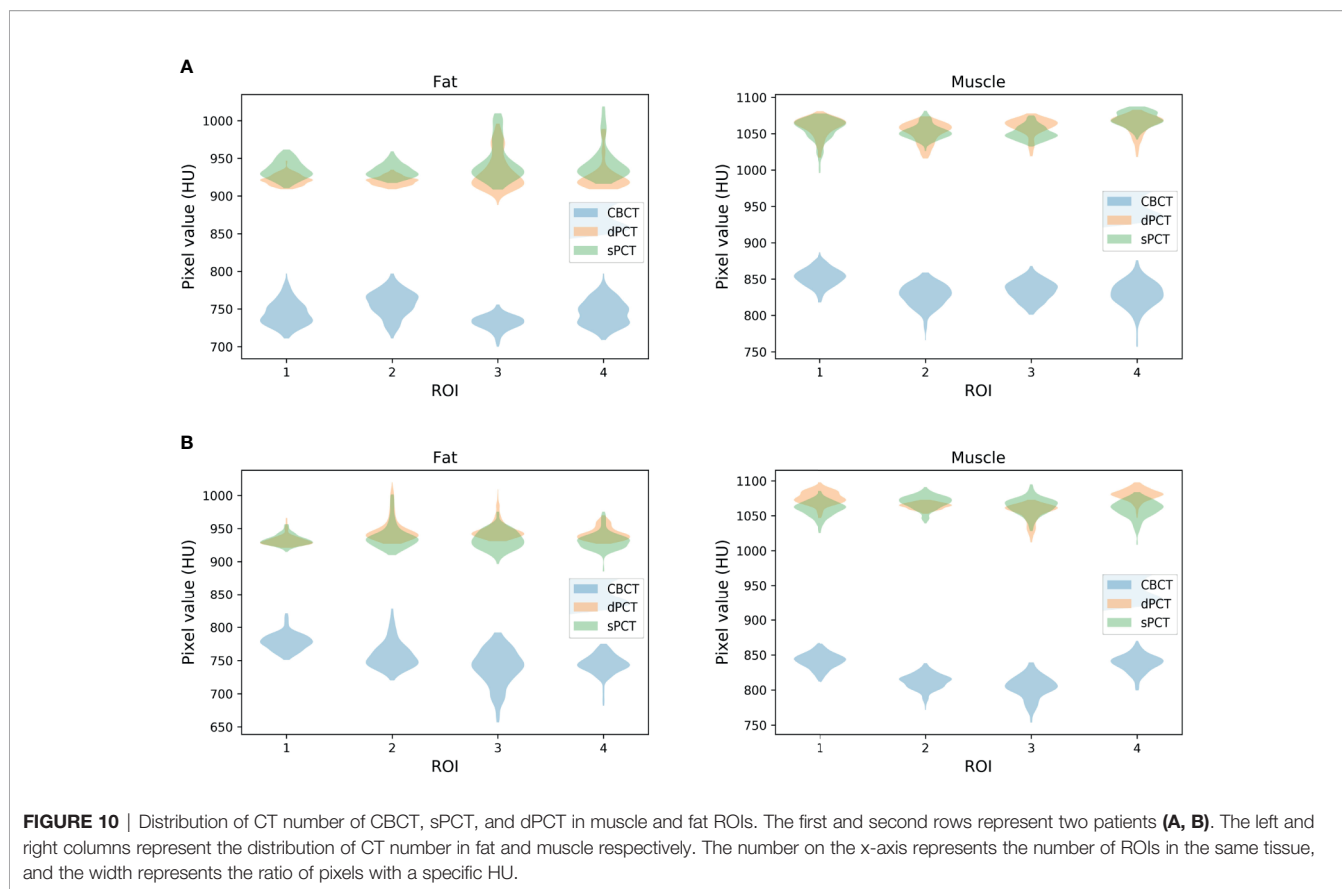 A
Fat
Muscle
Pixel value (HU)
1000
950
900
850
800
750
700
CBCT
dPCT
sPCT
1 2 3 4
ROI
Pixel value (HU)
1100
1050
1000
950
900
850
800
750
CBCT
dPCT
sPCT
1 2 3 4
ROI
B
Fat
Muscle
Pixel value (HU)
1000
950
900
850
800
750
700
650
CBCT
dPCT
sPCT
1 2 3 4
ROI
Pixel value (HU)
1100
1050
1000
950
900
850
800
750
CBCT
dPCT
sPCT
1 2 3 4
ROI
FIGURE 10 | Distribution of CT number of CBCT, sPCT, and dPCT in muscle and fat ROIs. The first and second rows represent two patients (A, B). The left and
right columns represent the distribution of CT number in fat and muscle respectively. The number on the x-axis represents the number of ROIs in the same tissue,
and the width represents the ratio of pixels with a specific HU.